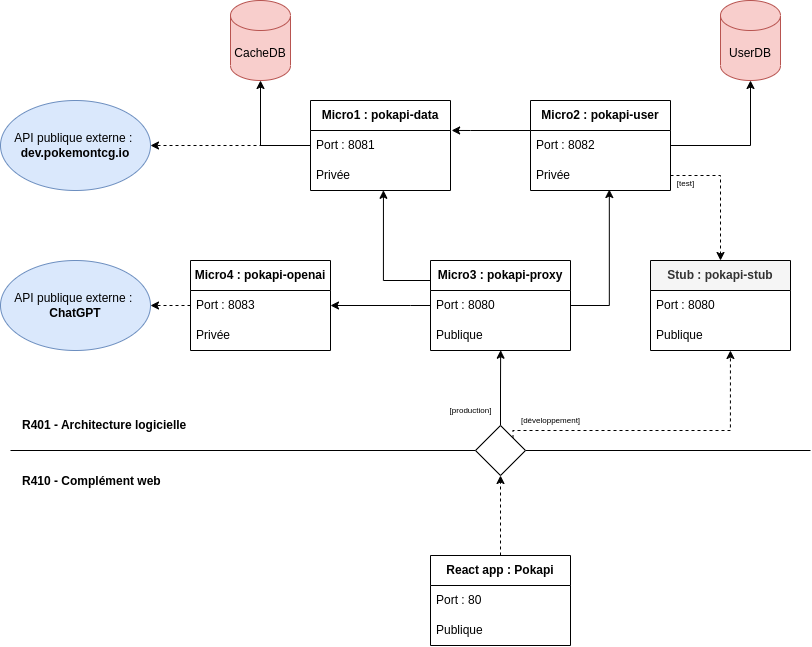 CacheDB
UserDB
API publique externe :
dev.pokemontcg.io
Micro1 : pokapi-data
Port : 8081
Privée
Micro2 : pokapi-user
Port : 8082
Privée
[test]
API publique externe :
ChatGPT
Micro4 : pokapi-openai
Port : 8083
Privée
Micro3 : pokapi-proxy
Port : 8080
Publique
Stub : pokapi-stub
Port : 8080
Publique
[production]
[développement]
R401 - Architecture logicielle
R410 - Complément web
React app : Pokapi
Port : 80
Publique